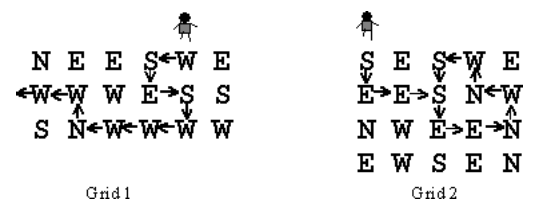 N E E S W E
W W W E S S
S N W W W W
Grid 1
S E S W E
E E S N W
N W E E N
E W S E N
Grid 2